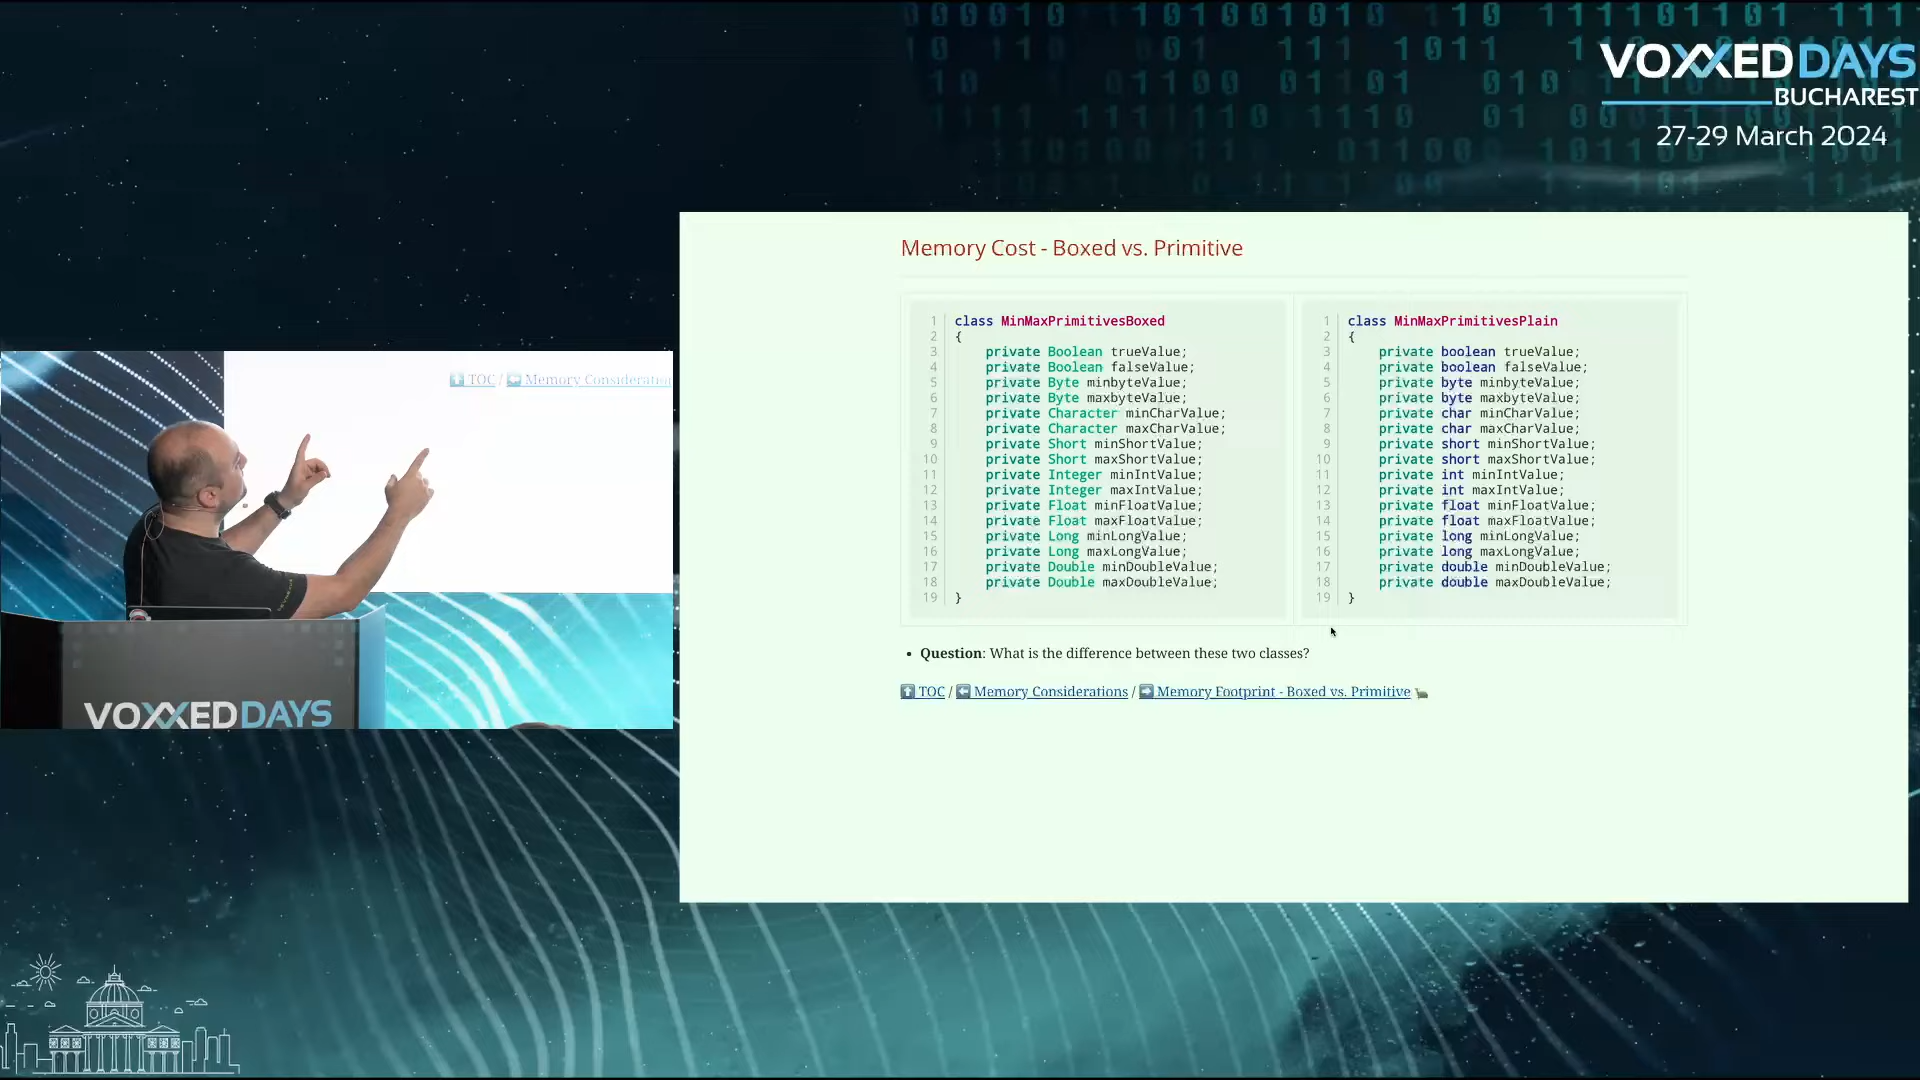 VOXXEDDAYS
BUCHAREST
27-29 March 2024
Memory Cost - Boxed vs. Primitive
1 class MinMaxPrimitivesBoxed
2 {
3 private Boolean trueValue;
4 private Boolean falseValue;
5 private Byte minbyteValue;
6 private Byte maxbyteValue;
7 private Character minCharValue;
8 private Character maxCharValue;
9 private Short minShortValue;
10 private Short maxShortValue;
11 private Integer minIntValue;
12 private Integer maxIntValue;
13 private Float minFloatValue;
14 private Float maxFloatValue;
15 private Long minLongValue;
16 private Long maxLongValue;
17 private Double minDoubleValue;
18 private Double maxDoubleValue;
19 }
1 class MinMaxPrimitivesPlain
2 {
3 private boolean trueValue;
4 private boolean falseValue;
5 private byte minbyteValue;
6 private byte maxbyteValue;
7 private char minCharValue;
8 private char maxCharValue;
9 private short minShortValue;
10 private short maxShortValue;
11 private int minIntValue;
12 private int maxIntValue;
13 private float minFloatValue;
14 private float maxFloatValue;
15 private long minLongValue;
16 private long maxLongValue;
17 private double minDoubleValue;
18 private double maxDoubleValue;
19 }
• Question: What is the difference between these two classes?
TOC / Memory Considerations / Memory Footprint - Boxed vs. Primitive
TOC / Memory Consideration
VOXXEDDAYS